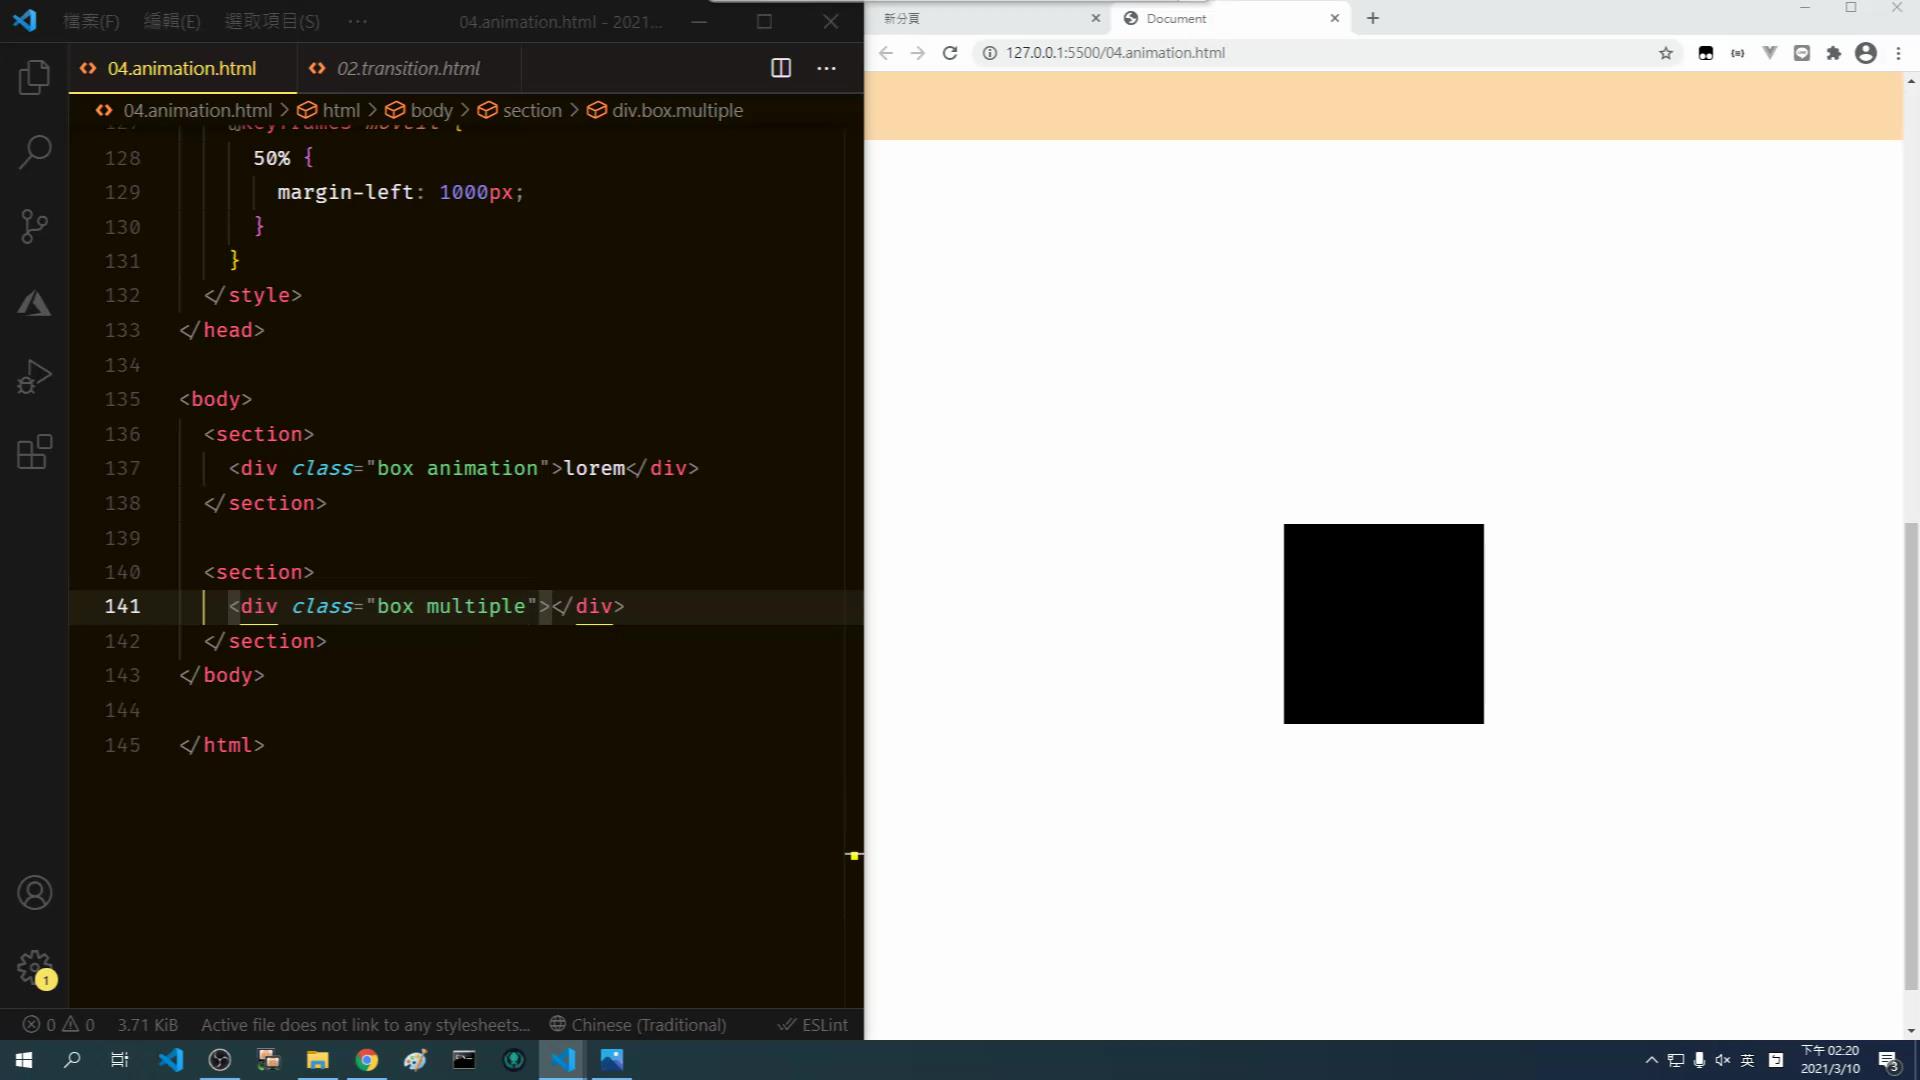 檔案(F) 編輯(E) 選取項目(S) ··· 04.animation.html - 2021...
04.animation.html
02.transition.html
04.animation.html > html > body > section > div.box.multiple
128 50% {
129 margin-left: 1000px;
130 }
131 }
132 </style>
133 </head>
134
135 <body>
136 <section>
137 <div class="box animation">lorem</div>
138 </section>
139
140 <section>
141 <div class="box multiple"></div>
142 </section>
143 </body>
144
145 </html>
1
0 0 3.71 KiB Active file does not link to any stylesheets... Chinese (Traditional) ESLint
新分頁
Document
127.0.0.1:5500/04.animation.html
英
下午 02:20
2021/3/10
3